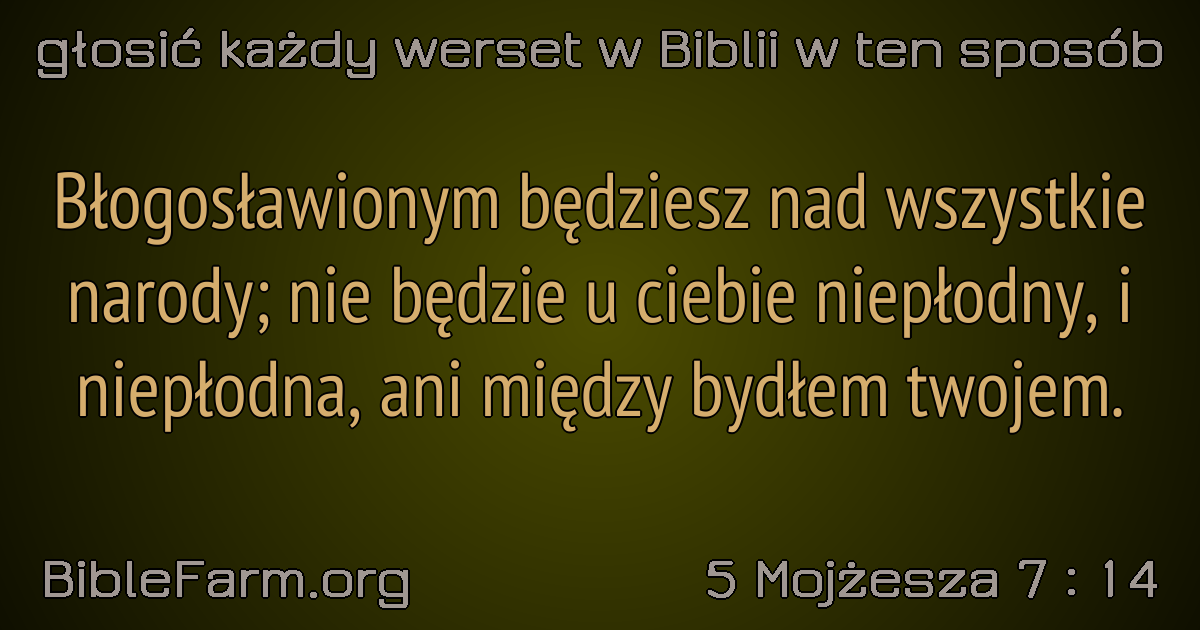 głosić każdy werset w Biblii w ten sposób
Błogosławionym będziesz nad wszystkie
narody; nie będzie u ciebie niepłodny, i
niepłodna, ani między bydłem twojem.
BibleFarm.org
5 Mojżesza 7 : 14